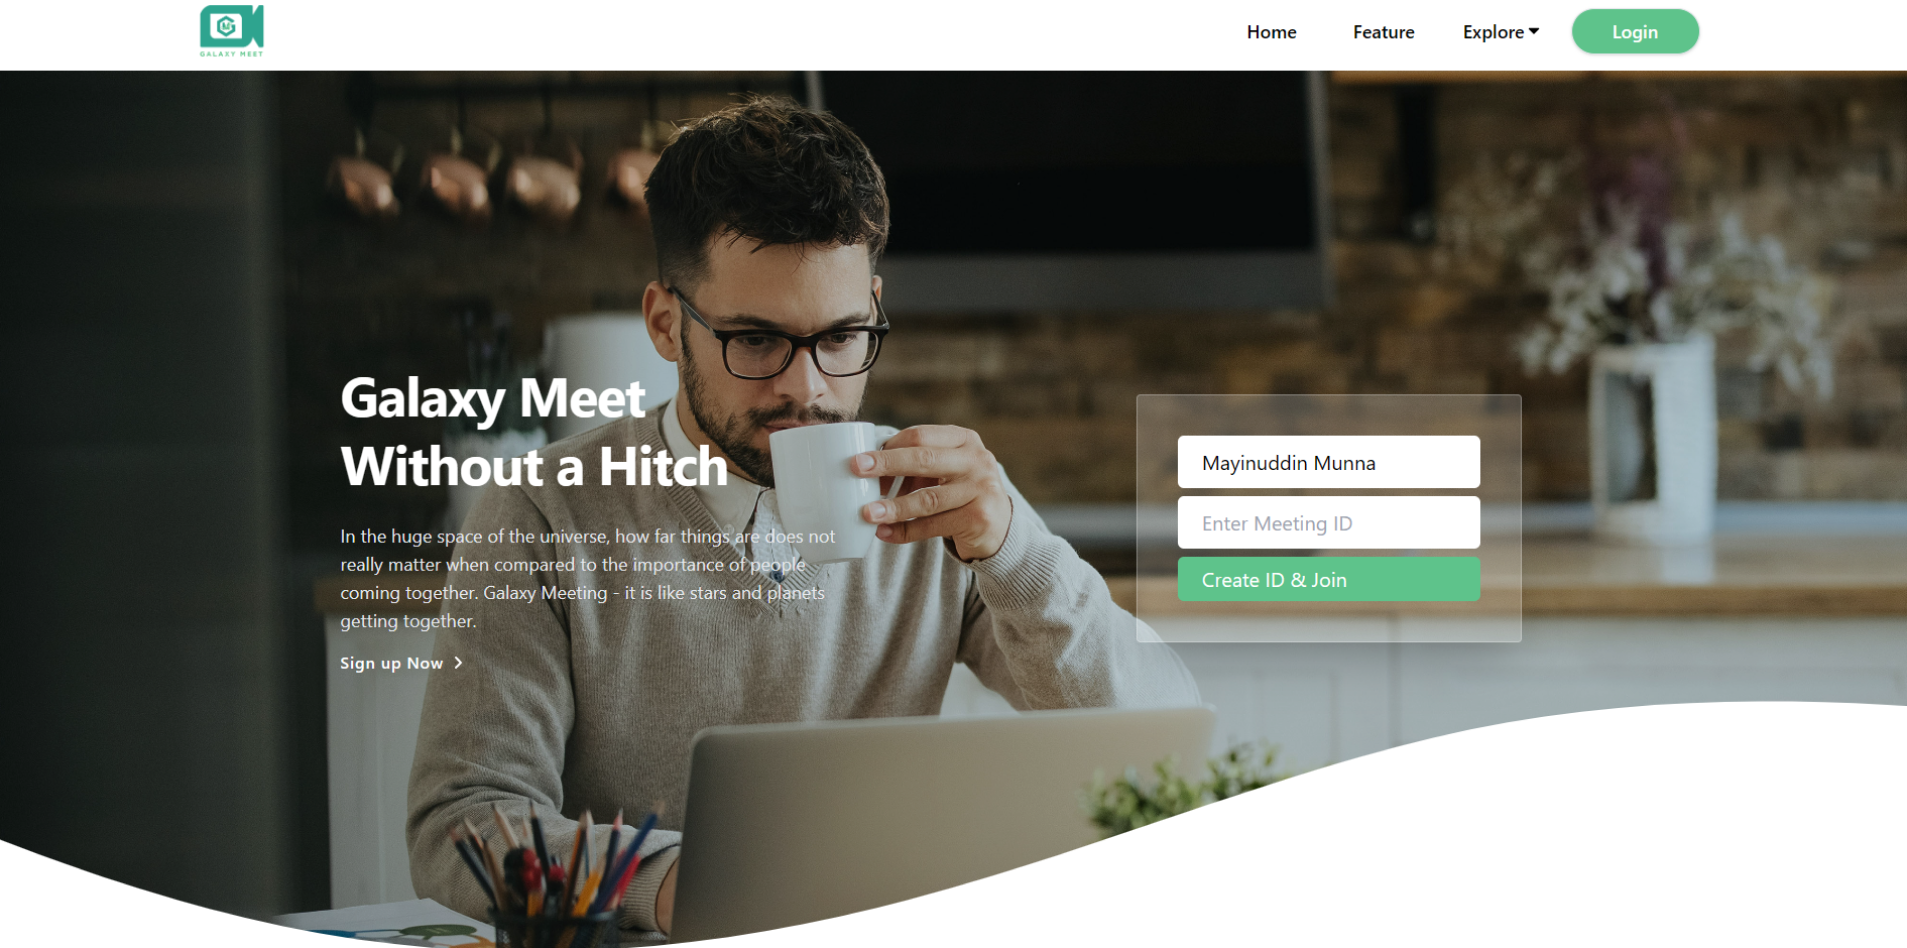 GALAXY MEET
Home
Feature
Explore
Login
Galaxy Meet
Without a Hitch
In the huge space of the universe, how far things are does not
really matter when compared to the importance of people
coming together. Galaxy Meeting - it is like stars and planets
getting together.
Sign up Now
Mayinuddin Munna
Enter Meeting ID
Create ID & Join